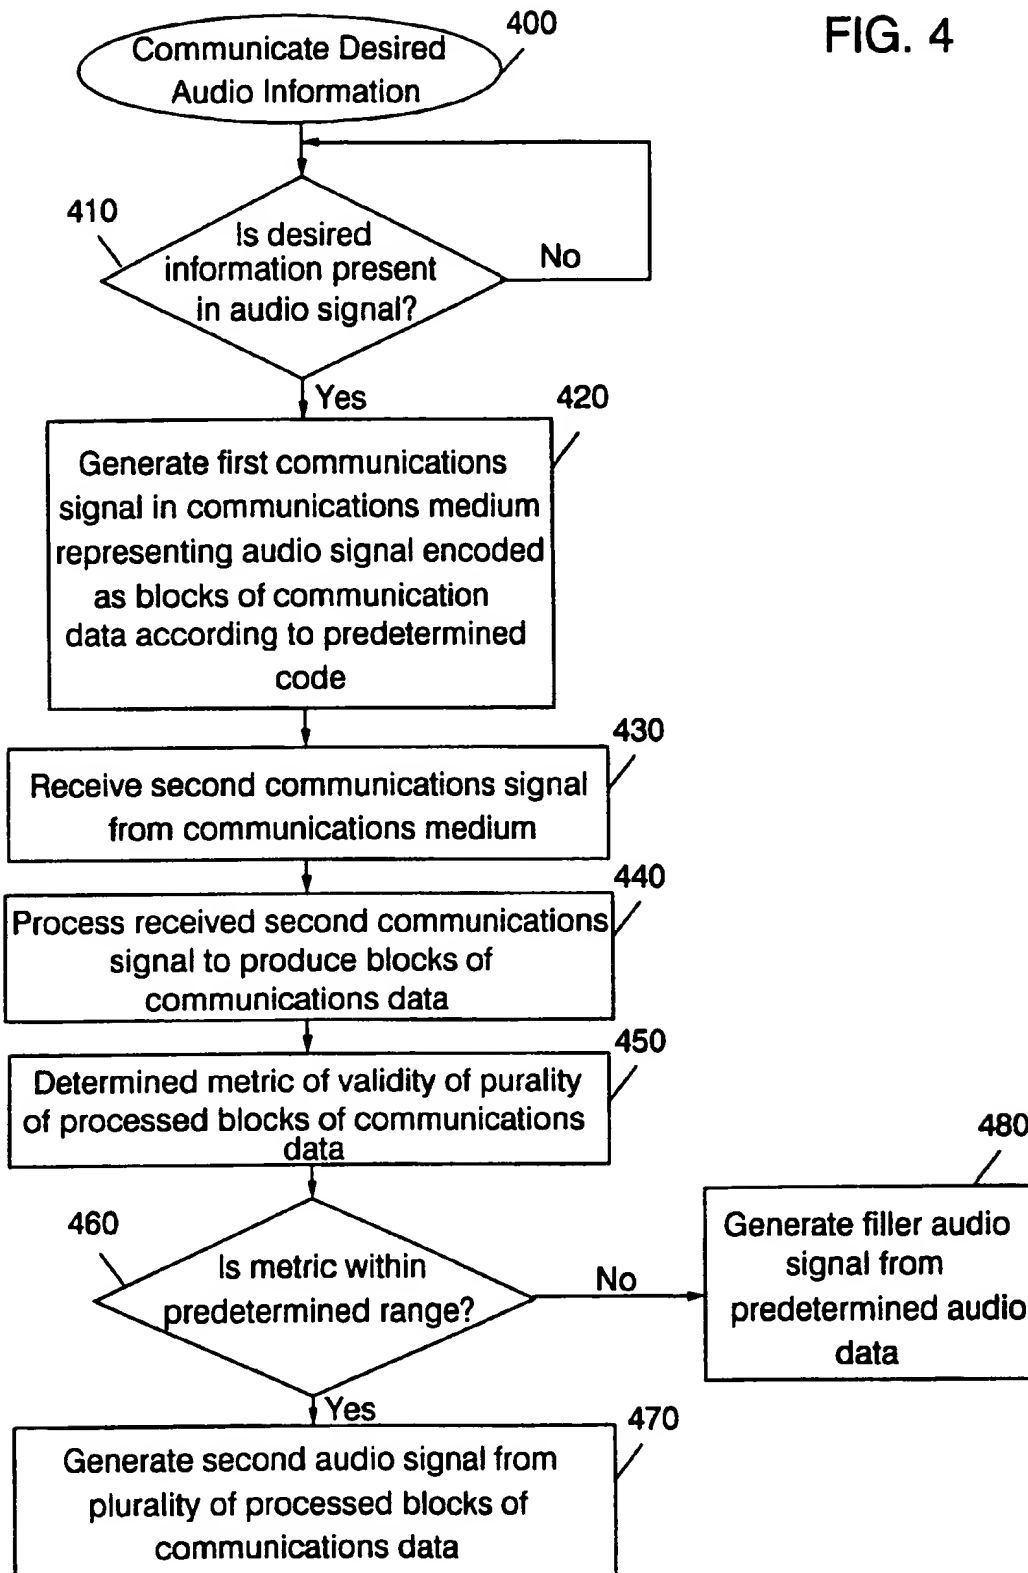 FIG. 4
400
Communicate Desired
Audio Information
410
Is desired
information present
in audio signal?
No
Yes
420
Generate first communications
signal in communications medium
representing audio signal encoded
as blocks of communication
data according to predetermined
code
430
Receive second communications signal
from communications medium
440
Process received second communications
signal to produce blocks of
communications data
450
Determined metric of validity of purality
of processed blocks of communications
data
460
Is metric within
predetermined range?
No
480
Generate filler audio
signal from
predetermined audio
data
Yes
470
Generate second audio signal from
plurality of processed blocks of
communications data